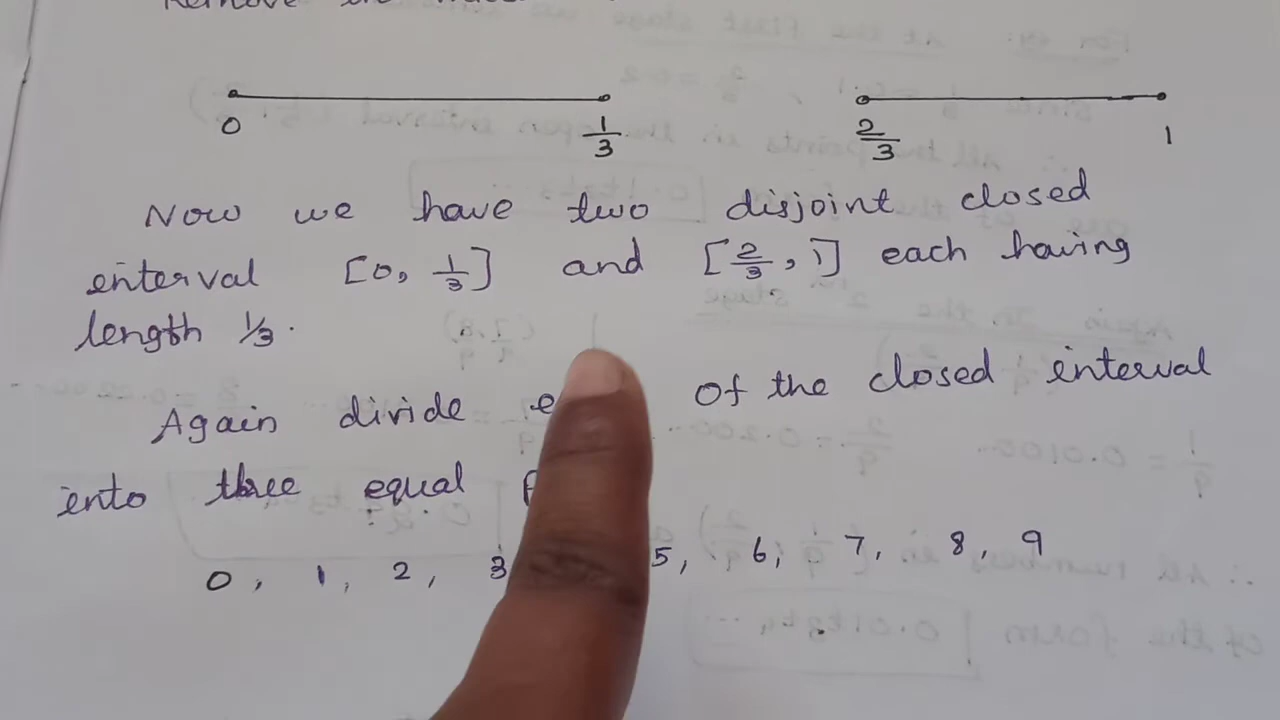 Remove the
0 1/3 2/3 1
Now we have two disjoint closed
interval [0, 1/3] and [2/3, 1] each having
length 1/3.
Again divide of the closed interval
into three equal
0, 1, 2, 3 5, 6, 7, 8, 9